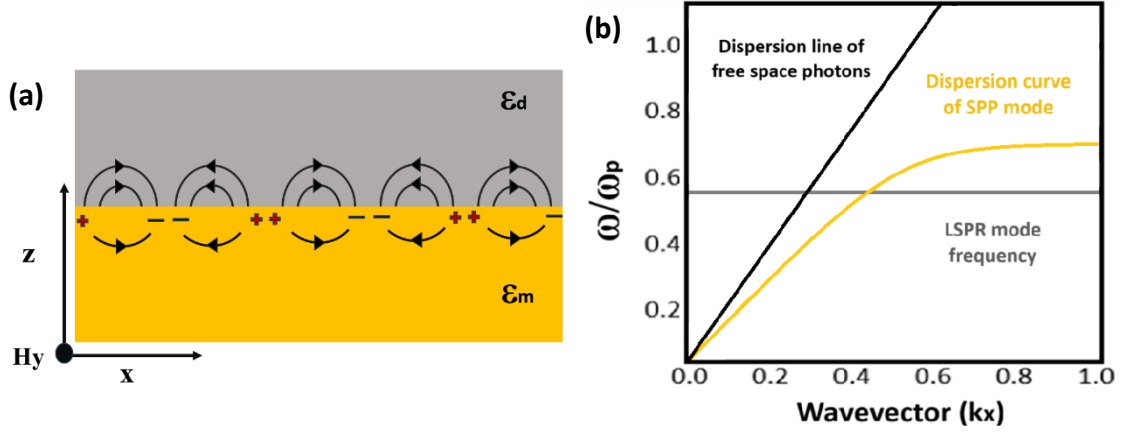 (a)
εd
+ − − + + − − + + −
εm
z
Hy
x
(b)
ω/ωp
1.0
0.8
0.6
0.4
0.2
Dispersion line of
free space photons
Dispersion curve
of SPP mode
LSPR mode
frequency
0.0 0.2 0.4 0.6 0.8 1.0
Wavevector (kx)